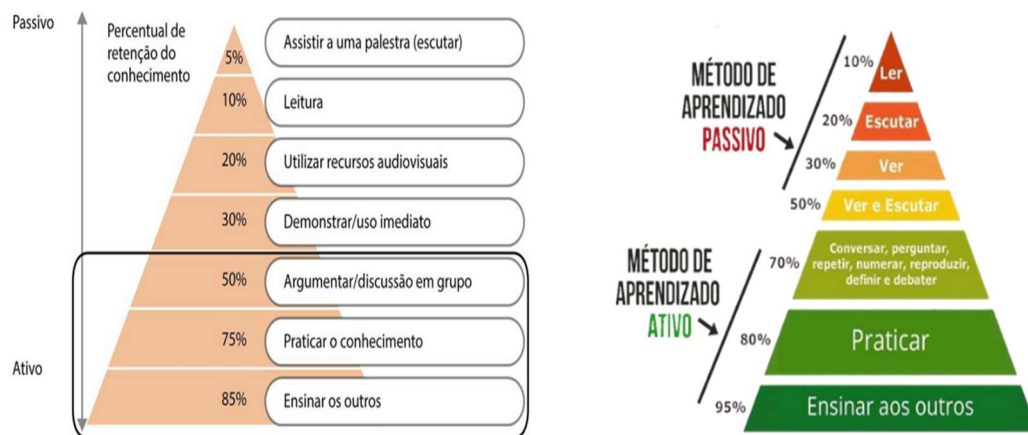 Passivo
Percentual de
retenção do
conhecimento
5%
Assistir a uma palestra (escutar)
10%
Leitura
20%
Utilizar recursos audiovisuais
30%
Demonstrar/uso imediato
50%
Argumentar/discussão em grupo
75%
Praticar o conhecimento
Ativo
85%
Ensinar os outros
MÉTODO DE
APRENDIZADO
PASSIVO
10%
Ler
20%
Escutar
30%
Ver
50%
Ver e Escutar
MÉTODO DE
APRENDIZADO
ATIVO
70%
Conversar, perguntar,
repetir, numerar, reproduzir,
definir e debater
80%
Praticar
95%
Ensinar aos outros